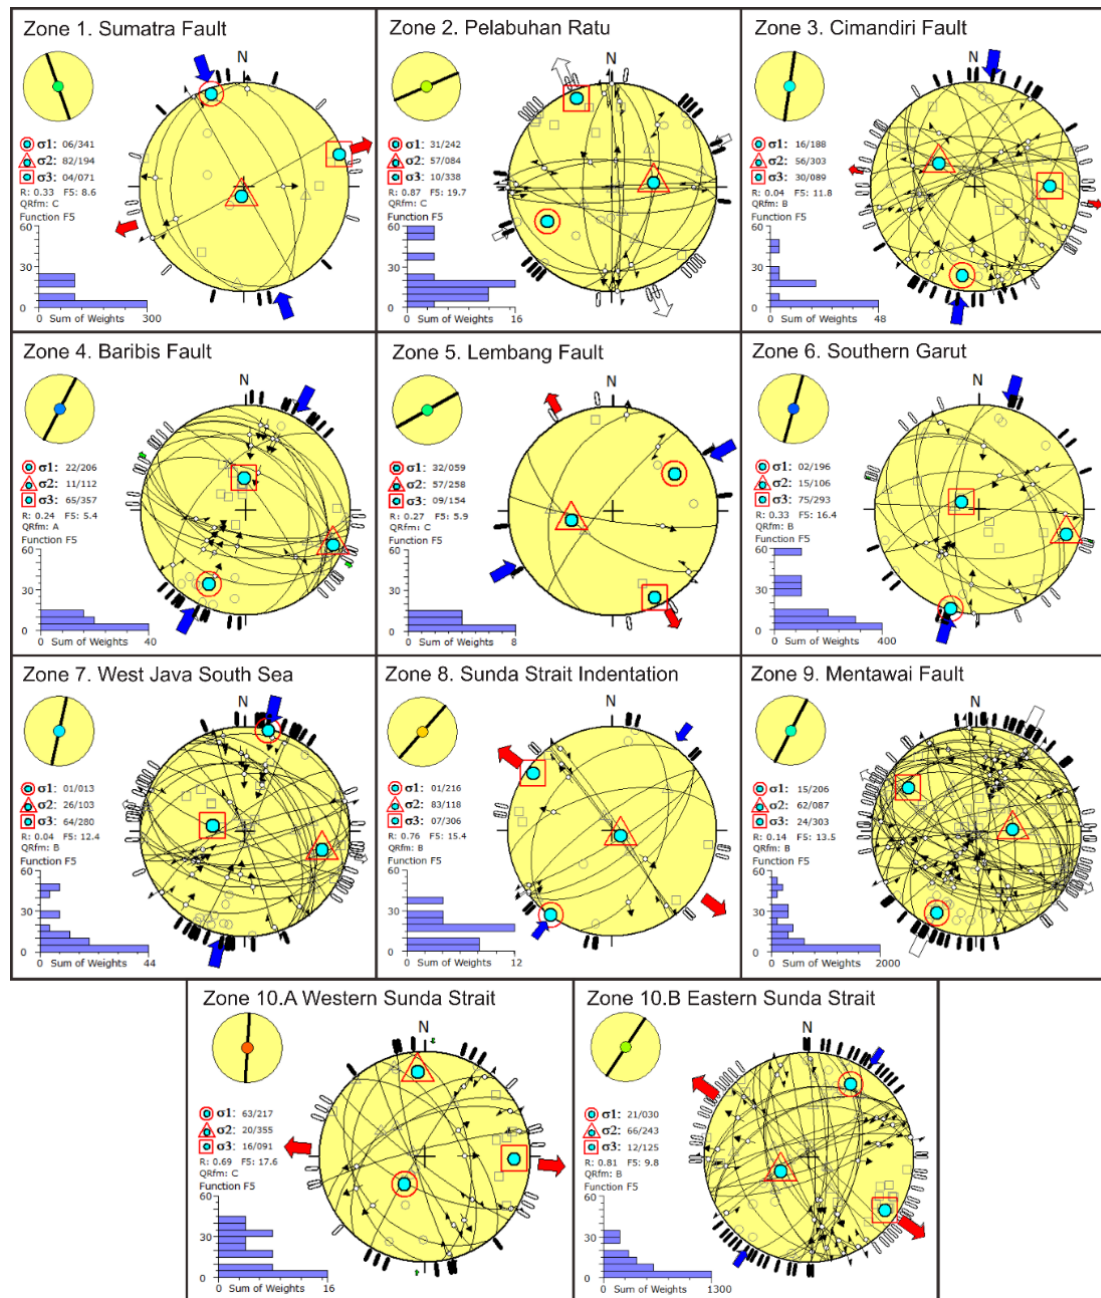 Zone 1. Sumatra Fault
N
σ1: 06/341
σ2: 82/194
σ3: 04/071
R: 0.33 F5: 8.6
QRfm: C
Function F5
60
30
0
0 Sum of Weights 300
Zone 2. Pelabuhan Ratu
N
σ1: 31/242
σ2: 57/084
σ3: 10/338
R: 0.87 F5: 19.7
QRfm: C
Function F5
60
30
0
0 Sum of Weights 16
Zone 3. Cimandiri Fault
N
σ1: 16/188
σ2: 56/303
σ3: 30/089
R: 0.04 F5: 11.8
QRfm: B
Function F5
60
30
0
0 Sum of Weights 48
Zone 4. Baribis Fault
N
σ1: 22/206
σ2: 11/112
σ3: 65/357
R: 0.24 F5: 5.4
QRfm: A
Function F5
60
30
0
0 Sum of Weights 40
Zone 5. Lembang Fault
N
σ1: 32/059
σ2: 57/258
σ3: 09/154
R: 0.27 F5: 5.9
QRfm: C
Function F5
60
30
0
0 Sum of Weights 8
Zone 6. Southern Garut
N
σ1: 02/196
σ2: 15/106
σ3: 75/293
R: 0.33 F5: 16.4
QRfm: B
Function F5
60
30
0
0 Sum of Weights 400
Zone 7. West Java South Sea
N
σ1: 01/013
σ2: 26/103
σ3: 64/280
R: 0.04 F5: 12.4
QRfm: B
Function F5
60
30
0
0 Sum of Weights 44
Zone 8. Sunda Strait Indentation
N
σ1: 01/216
σ2: 83/118
σ3: 07/306
R: 0.76 F5: 15.4
QRfm: B
Function F5
60
30
0
0 Sum of Weights 12
Zone 9. Mentawai Fault
N
σ1: 15/206
σ2: 62/087
σ3: 24/303
R: 0.14 F5: 13.5
QRfm: B
Function F5
60
30
0
0 Sum of Weights 2000
Zone 10.A Western Sunda Strait
N
σ1: 63/217
σ2: 20/355
σ3: 16/091
R: 0.69 F5: 17.6
QRfm: C
Function F5
60
30
0
0 Sum of Weights 16
Zone 10.B Eastern Sunda Strait
N
σ1: 21/030
σ2: 66/243
σ3: 12/125
R: 0.81 F5: 9.8
QRfm: B
Function F5
60
30
0
0 Sum of Weights 1300